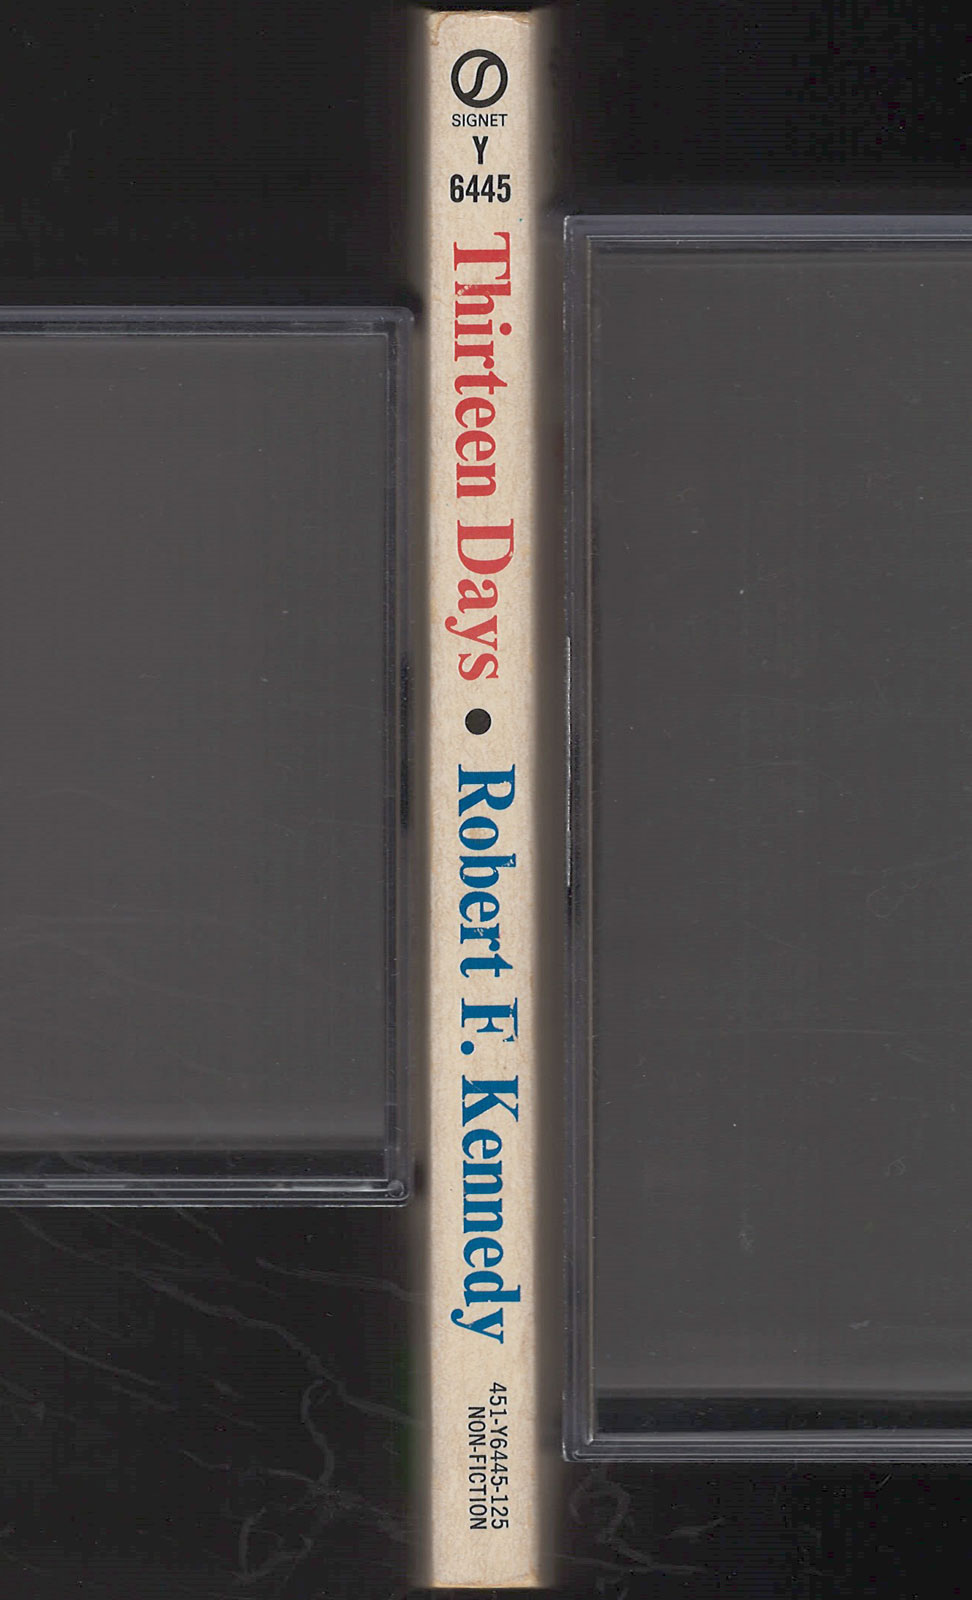 SIGNET
Y
6445
Thirteen Days • Robert F. Kennedy
451-Y6445-125
NON-FICTION